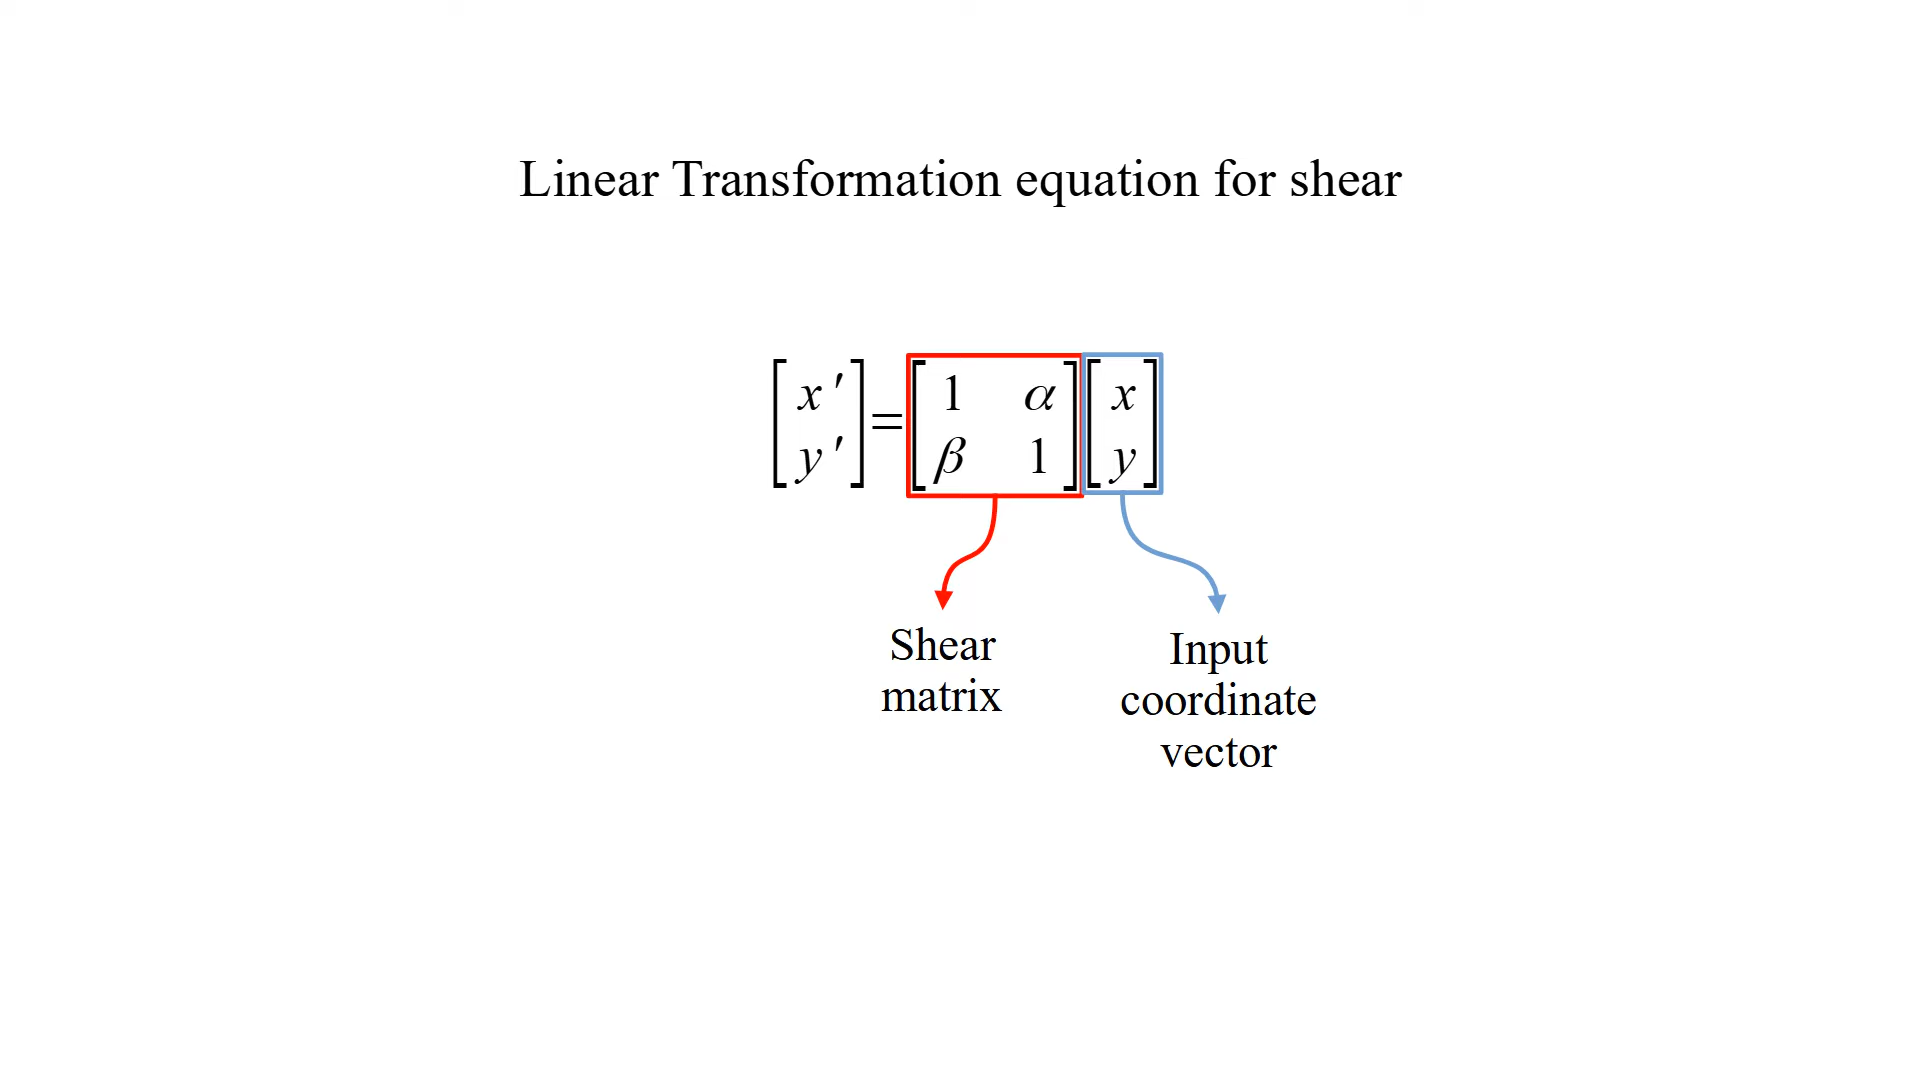 Linear Transformation equation for shear
[x′ y′] = [1 α β 1] [x y]
Shear
matrix
Input
coordinate
vector